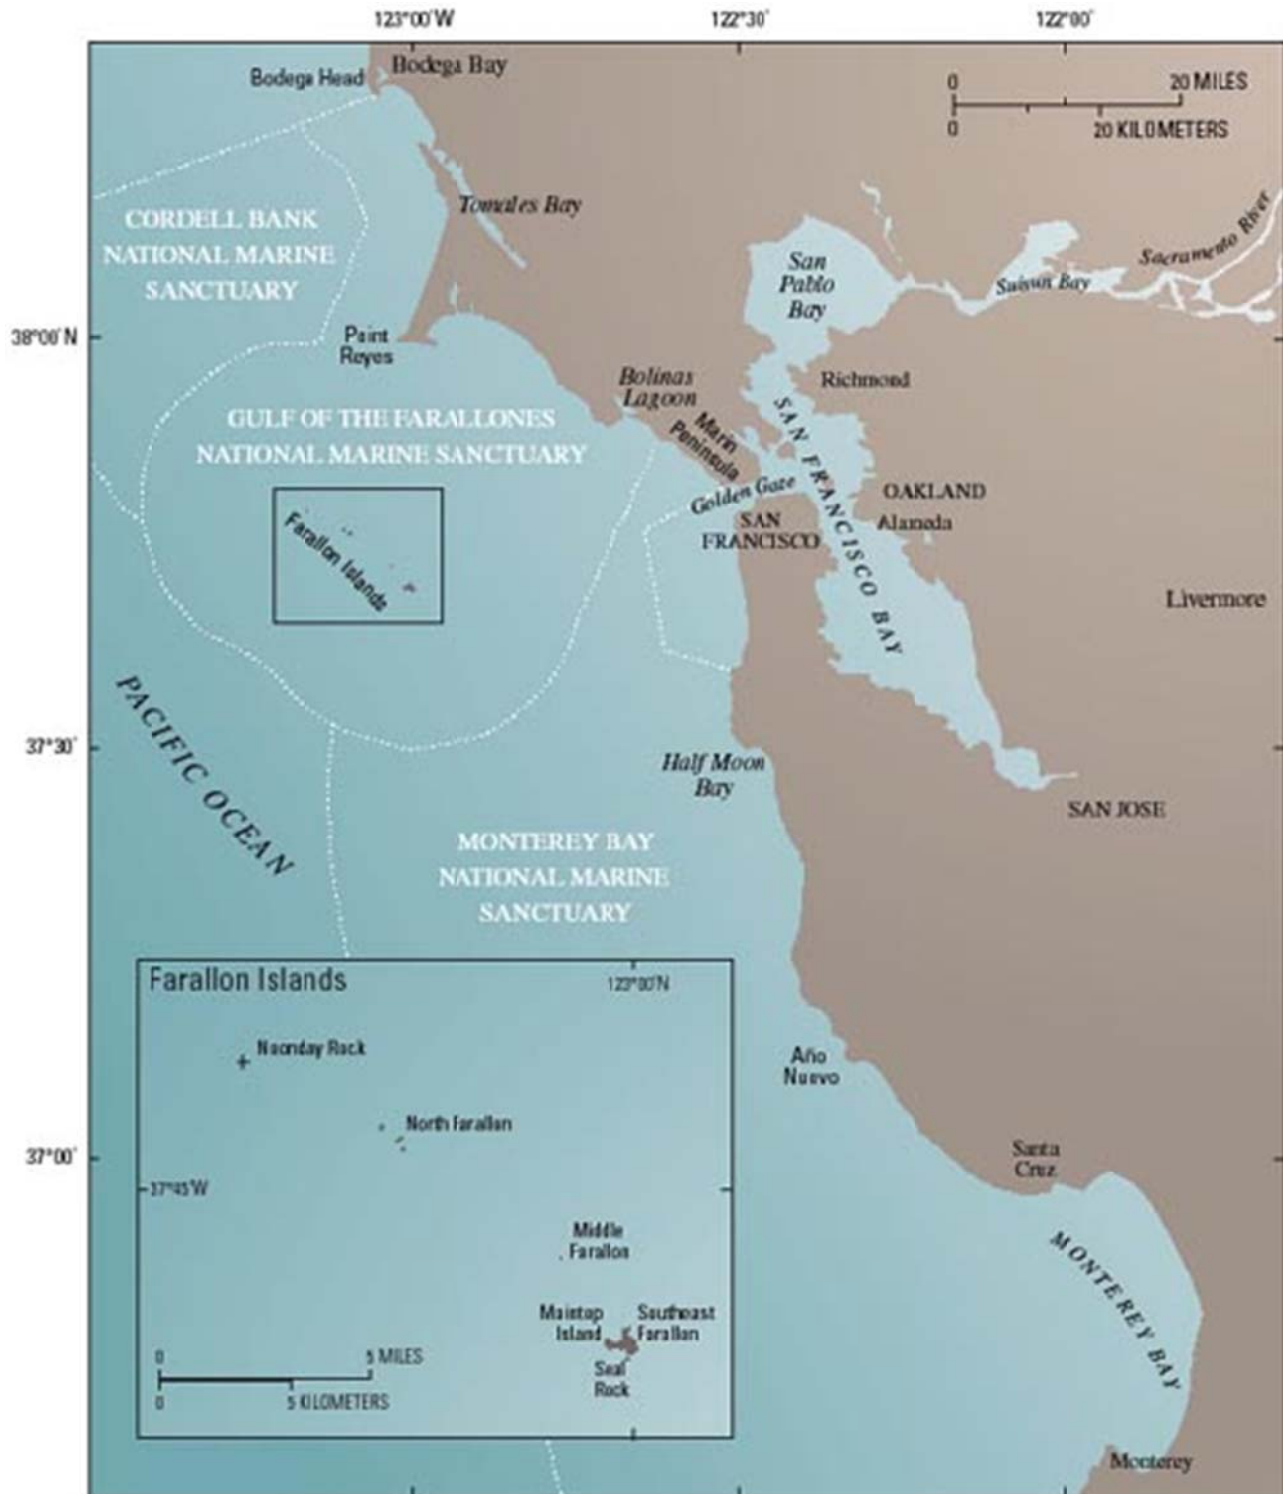 123°00'W
122°30'
122°00'
Bodega Head
Bodega Bay
0
20 MILES
0
20 KILOMETERS
Tomales Bay
CORDELL BANK
NATIONAL MARINE
SANCTUARY
San
Pablo
Bay
Suisun Bay
Sacramento River
38°00'N
Point
Reyes
Bolinas
Lagoon
Richmond
Marin
Peninsula
GULF OF THE FARALLONES
NATIONAL MARINE SANCTUARY
Golden Gate
SAN FRANCISCO BAY
OAKLAND
Alameda
SAN
FRANCISCO
Farallon Islands
Livermore
PACIFIC OCEAN
37°30'
Half Moon
Bay
SAN JOSE
MONTEREY BAY
NATIONAL MARINE
SANCTUARY
Farallon Islands
123°00'N
Noonday Rock
North Farallon
37°45'W
Middle
Farallon
Maintop
Island
Southeast
Farallon
Seal
Rock
0
5 MILES
0
5 KILOMETERS
Año
Nuevo
37°00'
Santa
Cruz
MONTEREY BAY
Monterey